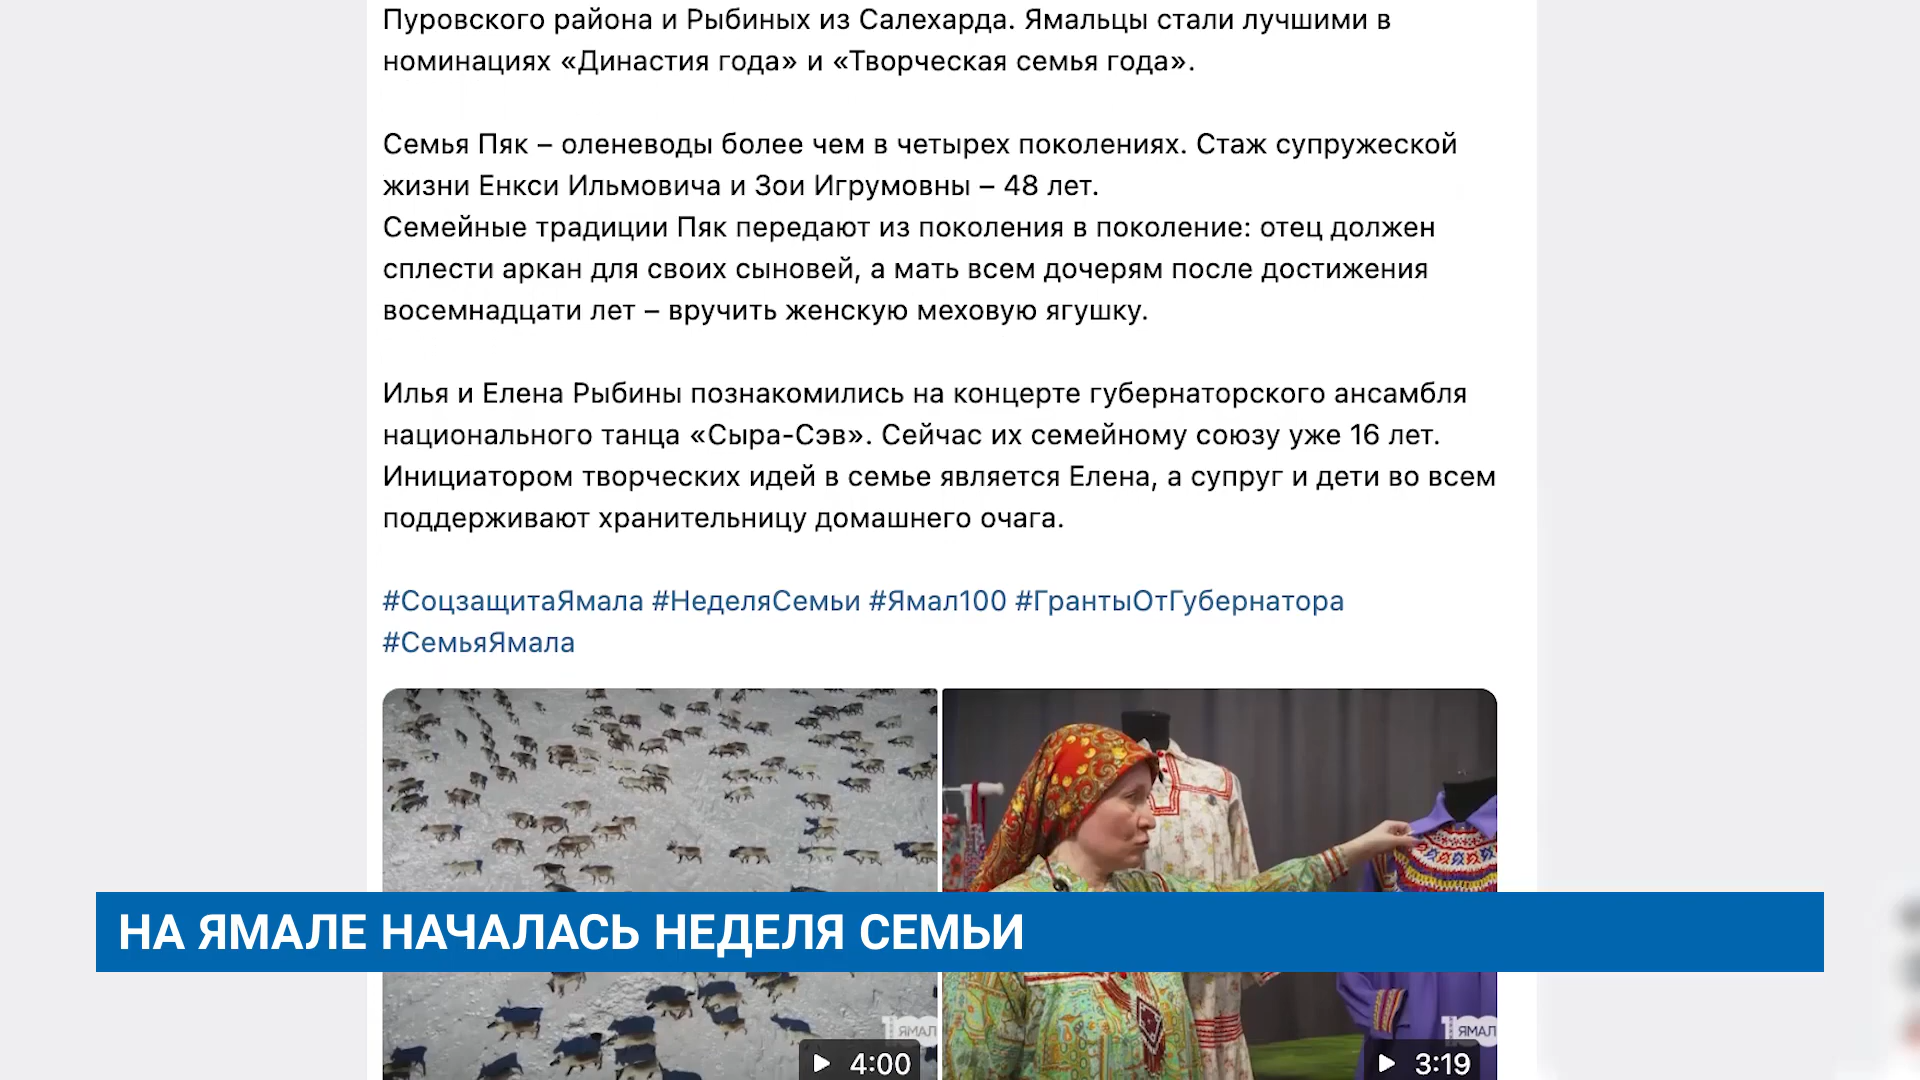 Пуровского района и Рыбиных из Салехарда. Ямальцы стали лучшими в
номинациях «Династия года» и «Творческая семья года».
Семья Пяк – оленеводы более чем в четырех поколениях. Стаж супружеской
жизни Енкси Ильмовича и Зои Игрумовны – 48 лет.
Семейные традиции Пяк передают из поколения в поколение: отец должен
сплести аркан для своих сыновей, а мать всем дочерям после достижения
восемнадцати лет – вручить женскую меховую ягушку.
Илья и Елена Рыбины познакомились на концерте губернаторского ансамбля
национального танца «Сыра-Сэв». Сейчас их семейному союзу уже 16 лет.
Инициатором творческих идей в семье является Елена, а супруг и дети во всем
поддерживают хранительницу домашнего очага.
#СоцзащитаЯмала #НеделяСемьи #Ямал100 #ГрантыОтГубернатора
#СемьяЯмала
НА ЯМАЛЕ НАЧАЛАСЬ НЕДЕЛЯ СЕМЬИ
ЯМАЛ
ЯМАЛ
4:00
3:19